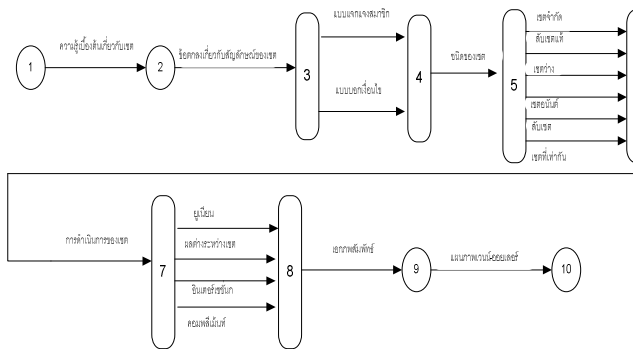 แบบแจกแจงสมาชิก
เขตจำกัด
ความรู้เบื้องต้นเกี่ยวกับเซต
ข้อตกลงเกี่ยวกับสัญลักษณ์ของเซต
สับเซตแท้
ชนิดของเซต
เซตว่าง
1
2
3
4
5
แบบบอกเงื่อนไข
เซตอนันต์
สับเซต
เซตที่เท่ากัน
ยูเนียน
การดำเนินการของเซต
ผลต่างระหว่างเซต
เอกภพสัมพัทธ์
แผนภาพเวนน์-ออยเลอร์
7
8
9
10
อินเตอร์เซชันก
คอมพลีเม้นท์